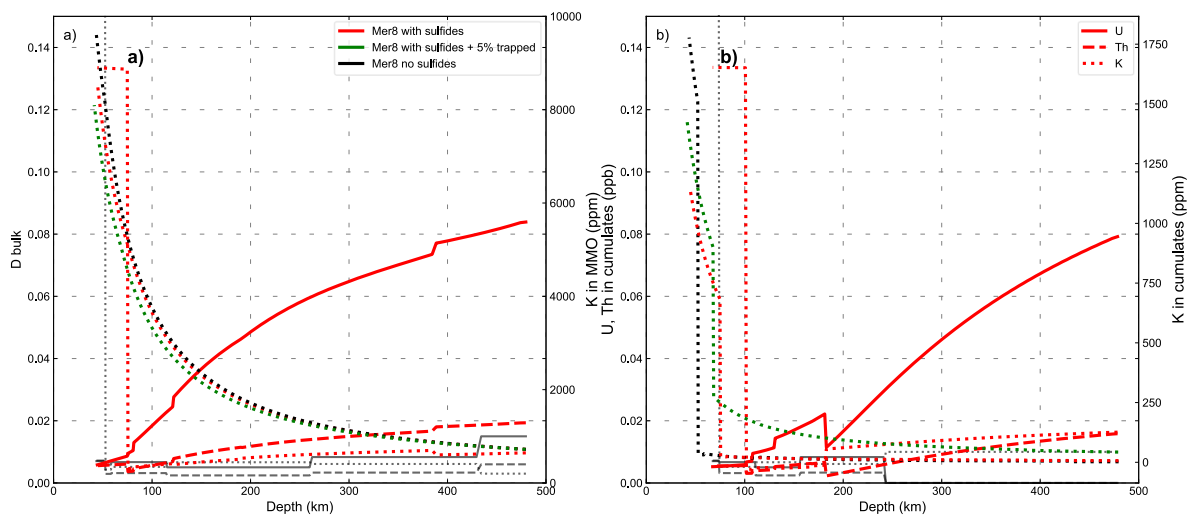 a)
a)
Mer8 with sulfides
Mer8 with sulfides + 5% trapped
Mer8 no sulfides
D bulk
0.14
0.12
0.10
0.08
0.06
0.04
0.02
0.00
0 100 200 300 400 500
Depth (km)
10000
8000
6000
4000
2000
0
K in MMO (ppm)
b)
b)
U
Th
K
U, Th in cumulates (ppb)
0.14
0.12
0.10
0.08
0.06
0.04
0.02
0.00
0 100 200 300 400 500
Depth (km)
1750
1500
1250
1000
750
500
250
0
K in cumulates (ppm)